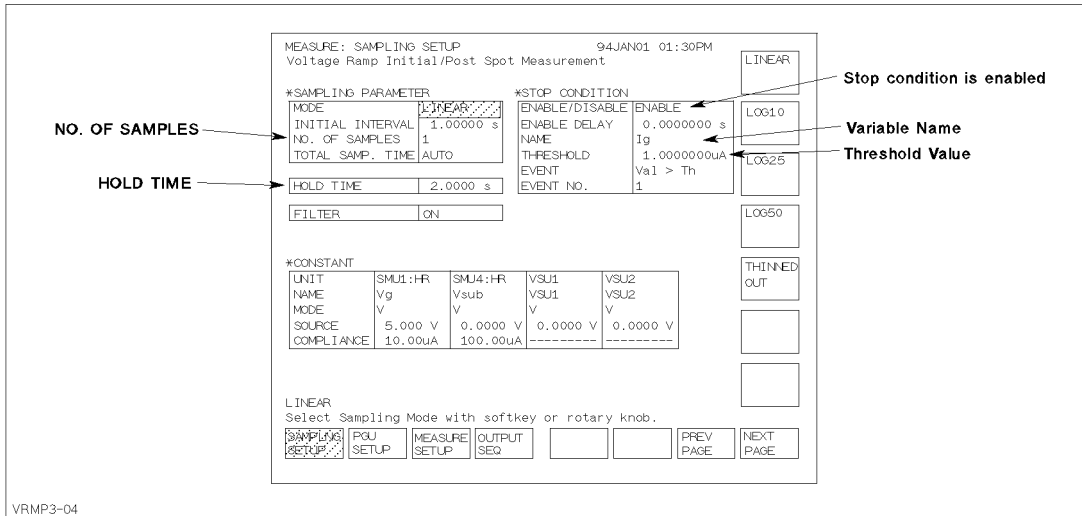 MEASURE: SAMPLING SETUP 94JAN01 01:30PM
Voltage Ramp Initial/Post Spot Measurement
*SAMPLING PARAMETER
MODE LINEAR
INITIAL INTERVAL 1.00000 s
NO. OF SAMPLES 1
TOTAL SAMP. TIME AUTO
HOLD TIME 2.0000 s
FILTER ON
*STOP CONDITION
ENABLE/DISABLE ENABLE
ENABLE DELAY 0.0000000 s
NAME Ig
THRESHOLD 1.0000000uA
EVENT Val > Th
EVENT NO. 1
*CONSTANT
UNIT SMU1:HR SMU4:HR VSU1 VSU2
NAME Vg Vsub VSU1 VSU2
MODE V V V V
SOURCE 5.000 V 0.0000 V 0.0000 V 0.0000 V
COMPLIANCE 10.00uA 100.00uA --------- ---------
LINEAR
Select Sampling Mode with softkey or rotary knob.
SAMPLNG
SETUP
PGU
SETUP
MEASURE
SETUP
OUTPUT
SEQ
PREV
PAGE
NEXT
PAGE
LINEAR
LOG10
LOG25
LOG50
THINNED
OUT
NO. OF SAMPLES
HOLD TIME
Stop condition is enabled
Variable Name
Threshold Value
VRMP3-04